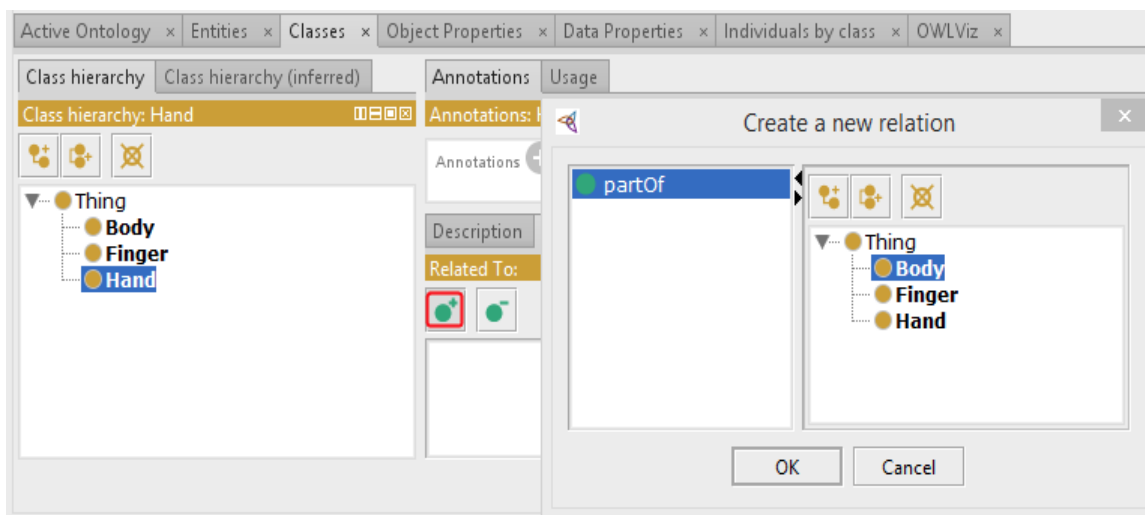 Active Ontology × Entities × Classes × Object Properties × Data Properties × Individuals by class × OWLViz ×
Class hierarchy Class hierarchy (inferred)
Class hierarchy: Hand
Thing
Body
Finger
Hand
Annotations Usage
Annotations:
Annotations
Description
Related To:
Create a new relation
partOf
Thing
Body
Finger
Hand
OK Cancel